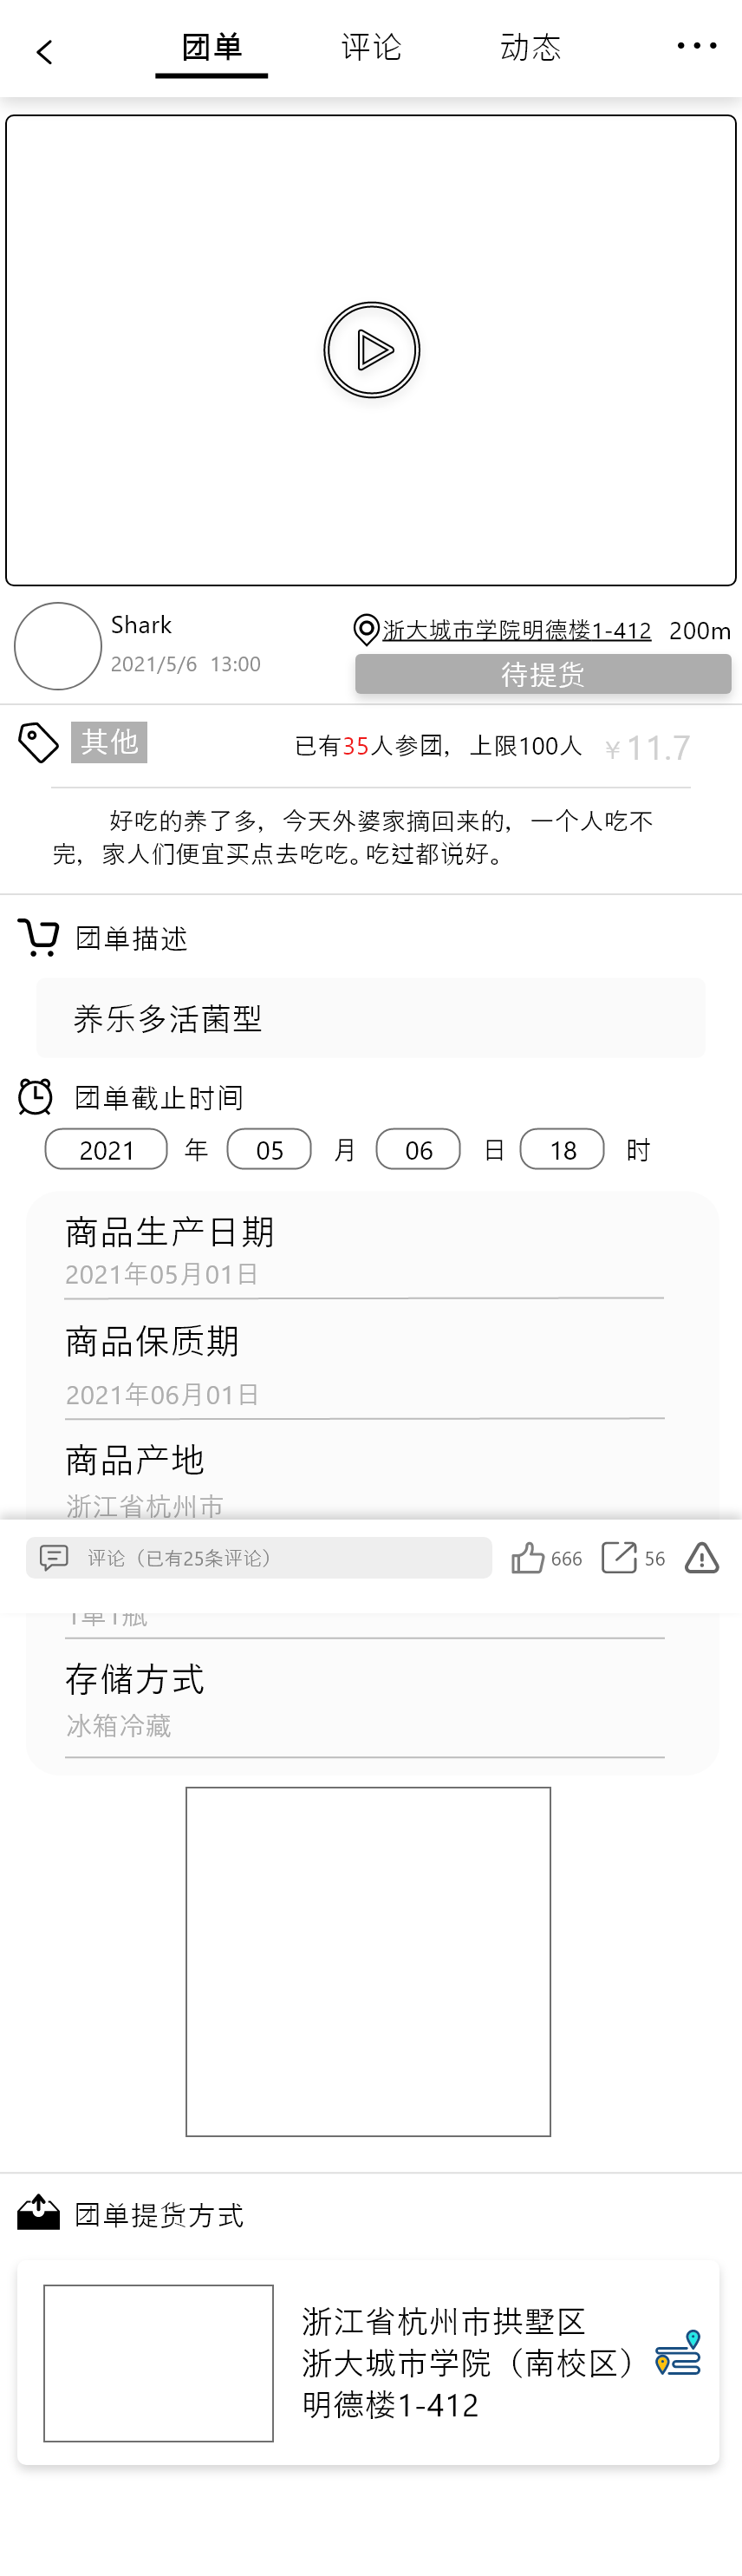 团单 评论 动态
Shark
浙大城市学院明德楼1-412 200m
2021/5/6 13:00
待提货
其他 已有35人参团，上限100人 ¥11.7
好吃的养了多，今天外婆家摘回来的，一个人吃不
完，家人们便宜买点去吃吃。吃过都说好。
团单描述
养乐多活菌型
团单截止时间
2021 年 05 月 06 日 18 时
商品生产日期
2021年05月01日
商品保质期
2021年06月01日
商品产地
浙江省杭州市
评论（已有25条评论） 666 56
1单1瓶
存储方式
冰箱冷藏
团单提货方式
浙江省杭州市拱墅区
浙大城市学院（南校区）
明德楼1-412